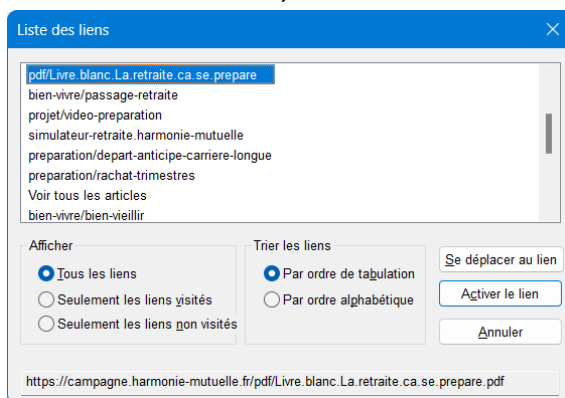 Liste des liens
pdf/Livre.blanc.La.retraite.ca.se.prepare
bien-vivre/passage-retraite
projet/video-preparation
simulateur-retraite.harmonie-mutuelle
preparation/depart-anticipe-carriere-longue
preparation/rachat-trimestres
Voir tous les articles
bien-vivre/bien-vieillir
Afficher
Tous les liens
Seulement les liens visités
Seulement les liens non visités
Trier les liens
Par ordre de tabulation
Par ordre alphabétique
Se déplacer au lien
Activer le lien
Annuler
https://campagne.harmonie-mutuelle.fr/pdf/Livre.blanc.La.retraite.ca.se.prepare.pdf